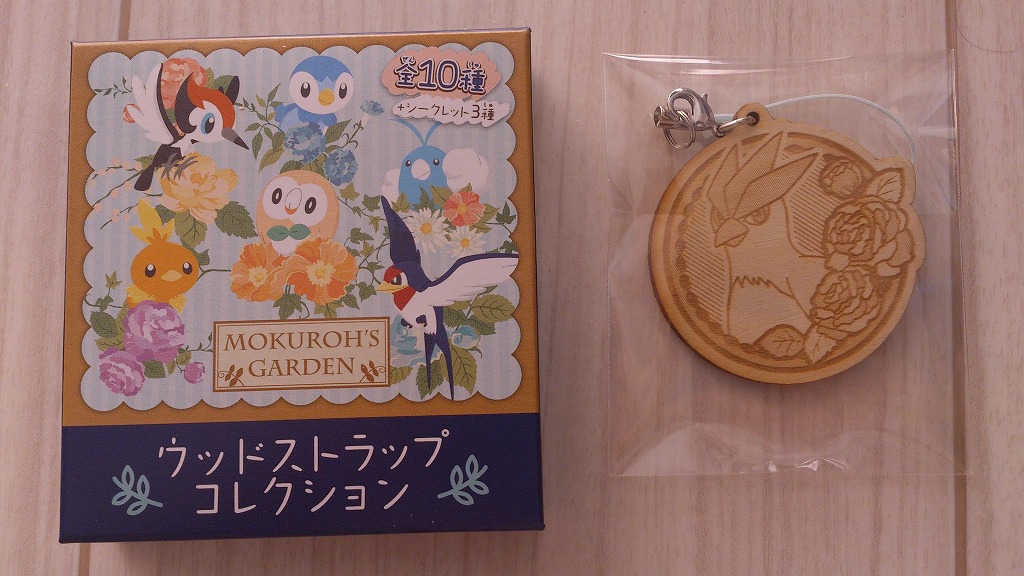 全10種
+シークレット3種
MOKUROH'S
GARDEN
ウッドストラップ
コレクション